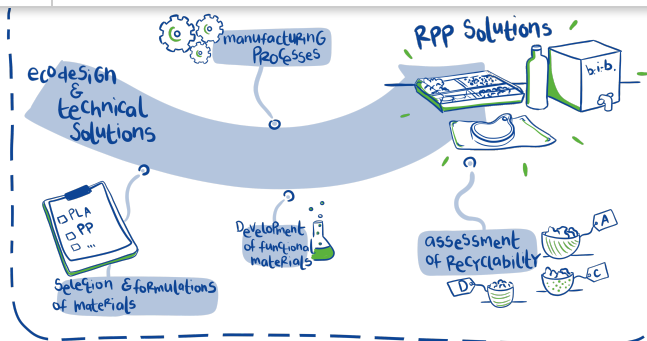 manufacturing
Processes
RPP Solutions
ecodesign
&
technical
Solutions
b.i.b.
PLA
PP
...
Development
of functional
materials
assessment
of Recyclability
A
C
D
Selection & formulations
of materials